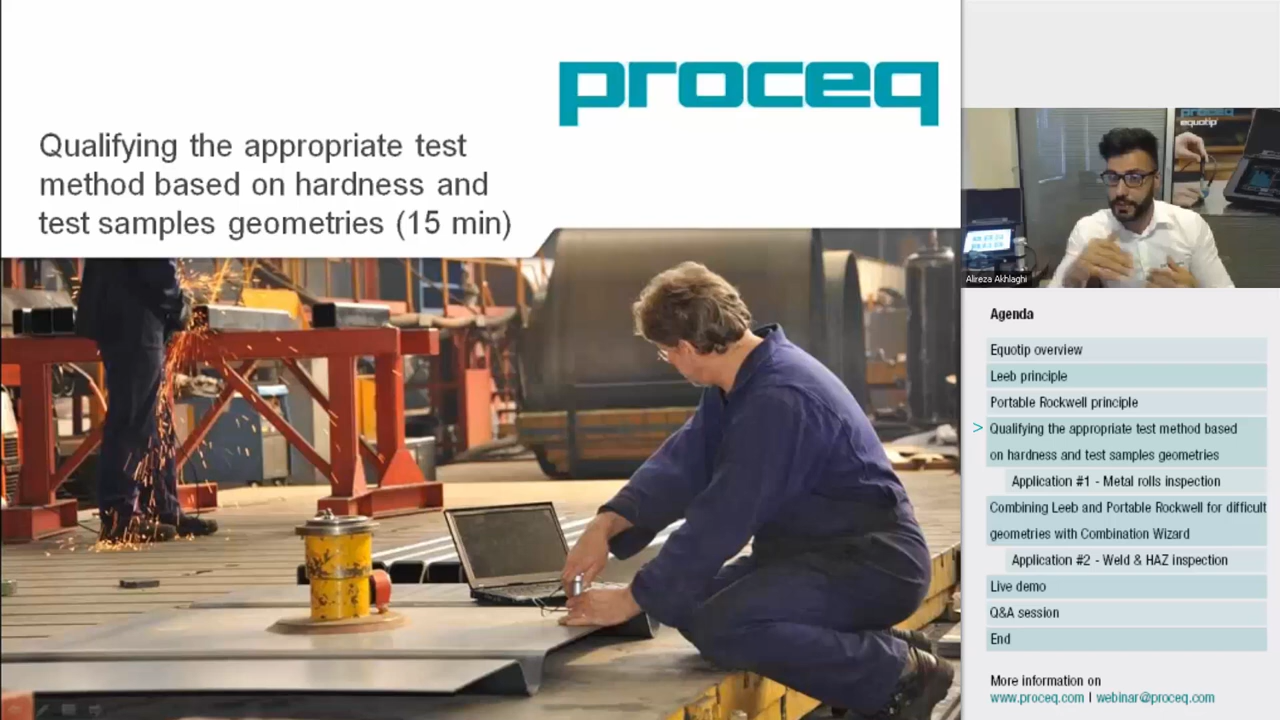 proceq
Qualifying the appropriate test
method based on hardness and
test samples geometries (15 min)
proceq
equotip
Alireza Akhlaghi
Agenda
Equotip overview
Leeb principle
Portable Rockwell principle
> Qualifying the appropriate test method based
on hardness and test samples geometries
Application #1 - Metal rolls inspection
Combining Leeb and Portable Rockwell for difficult
geometries with Combination Wizard
Application #2 - Weld & HAZ inspection
Live demo
Q&A session
End
More information on
www.proceq.com | webinar@proceq.com